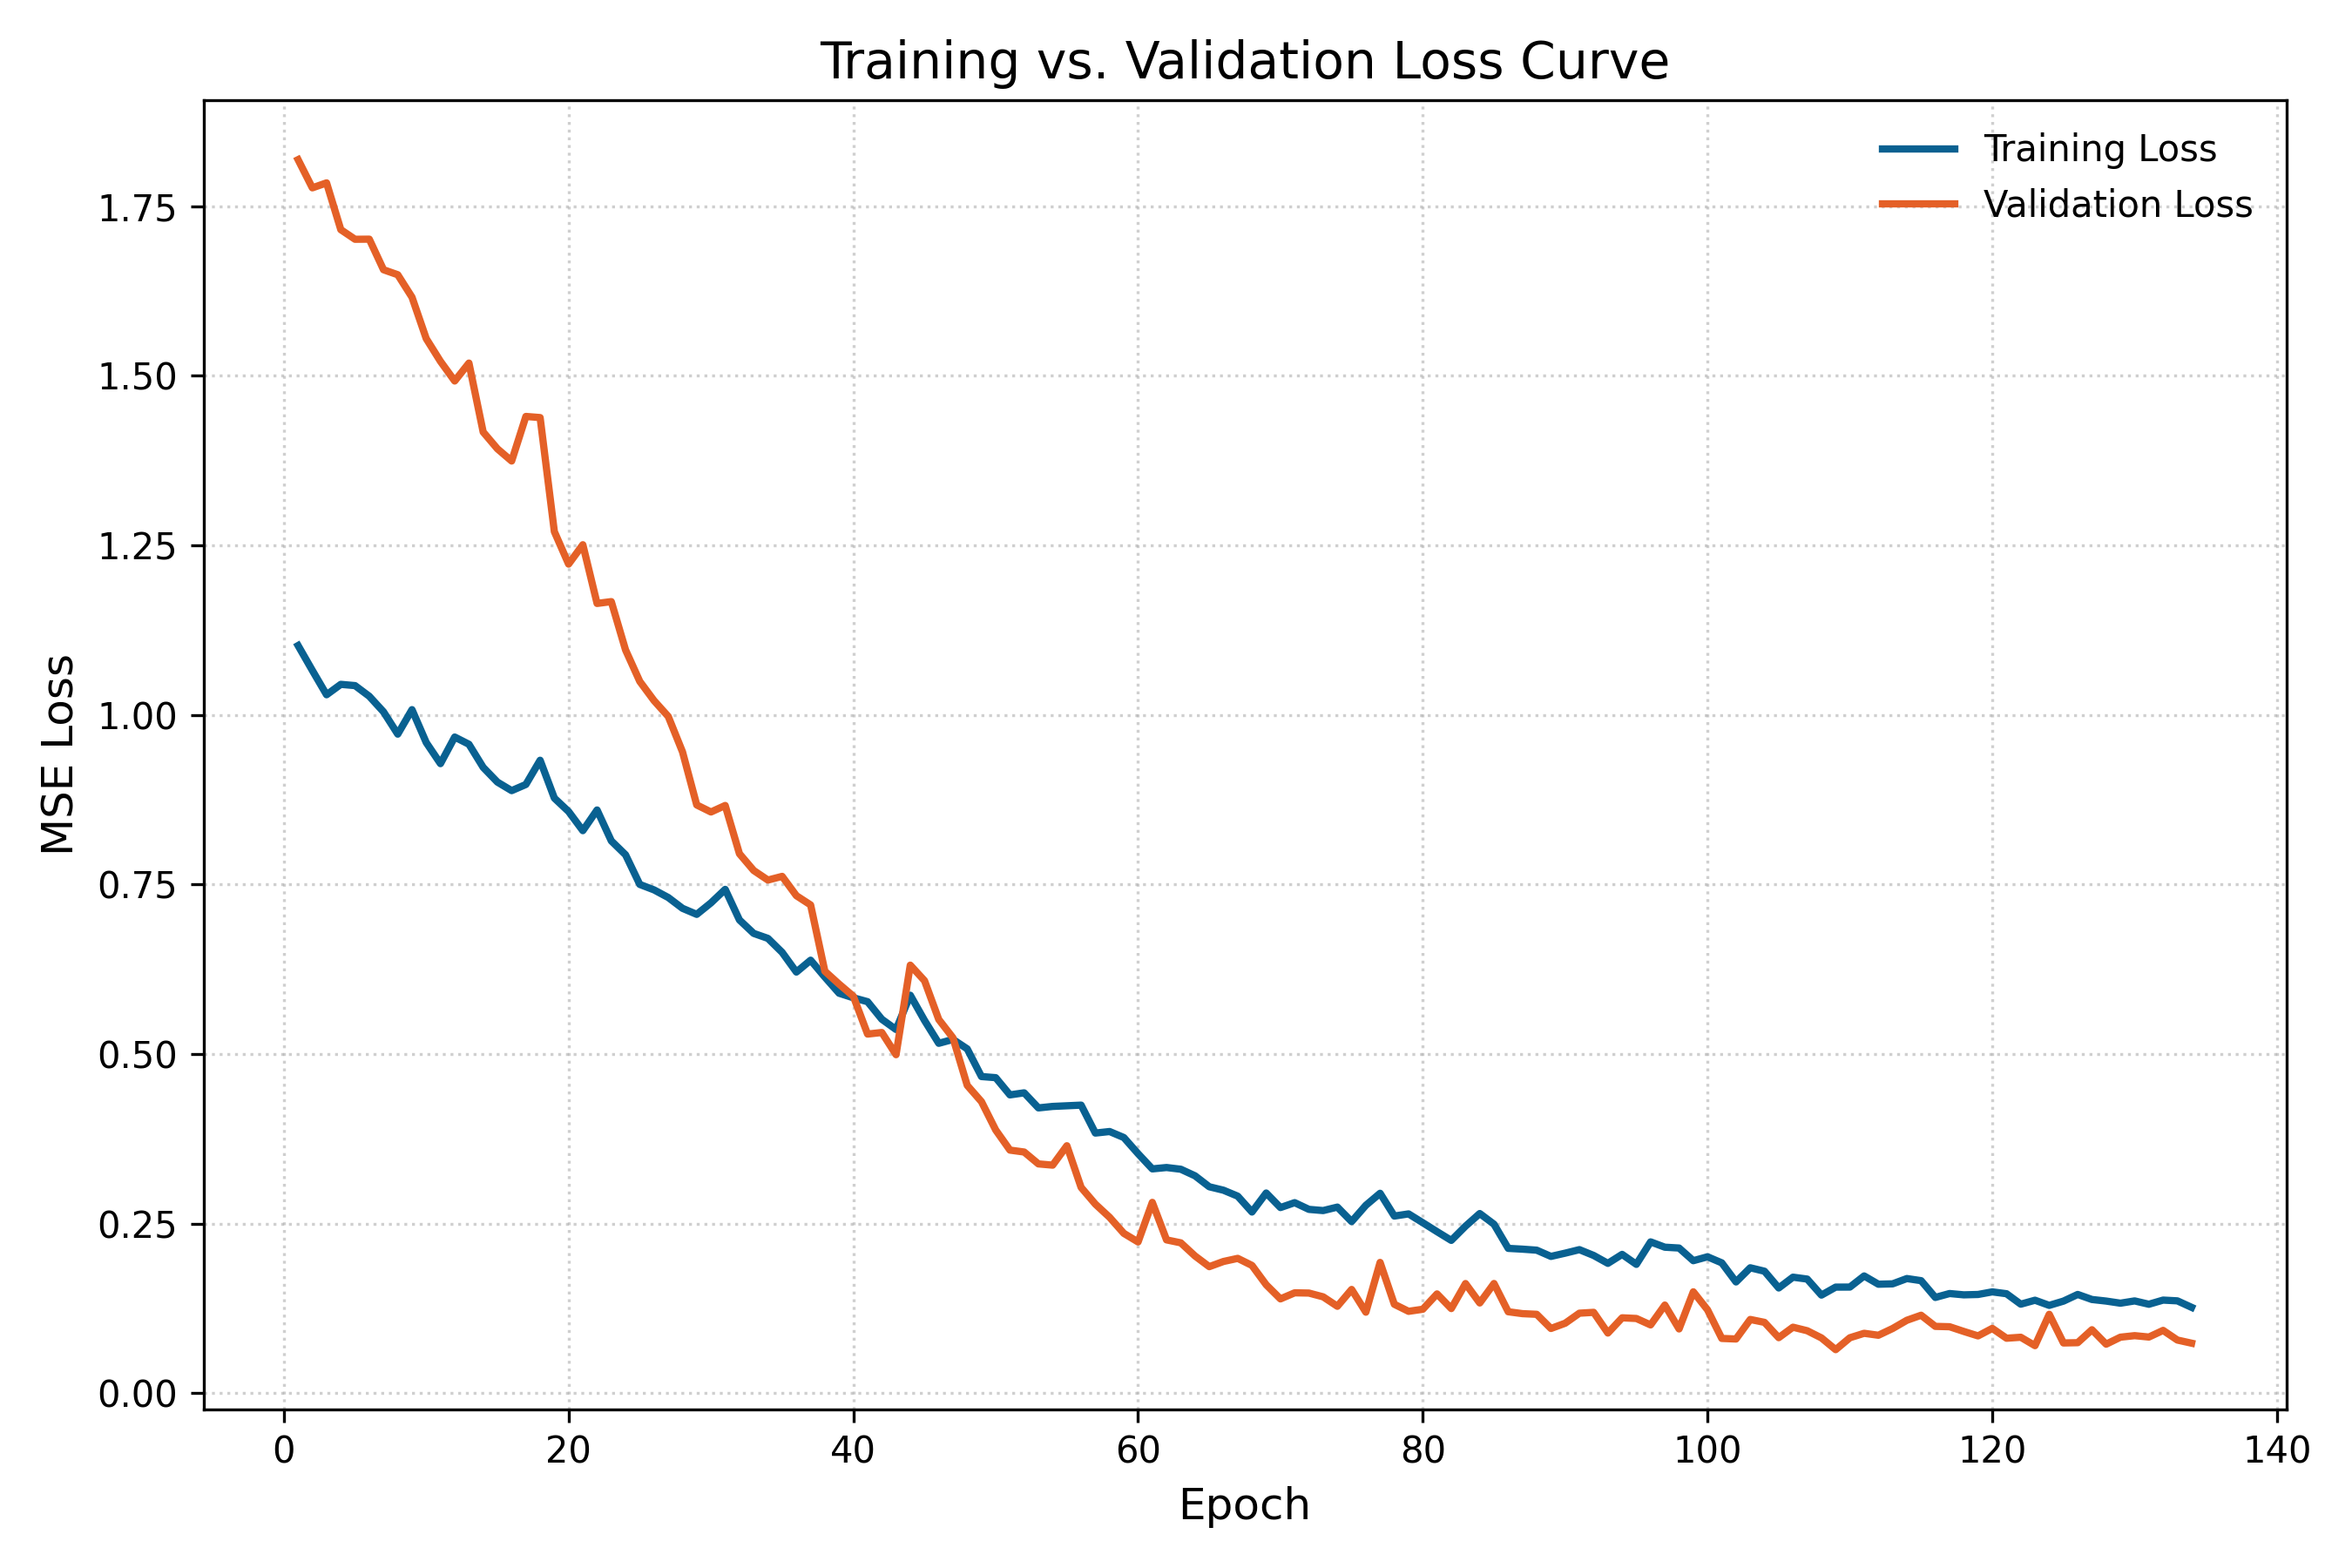 Training vs. Validation Loss Curve
Training Loss
Validation Loss
MSE Loss
1.75
1.50
1.25
1.00
0.75
0.50
0.25
0.00
0 20 40 60 80 100 120 140
Epoch